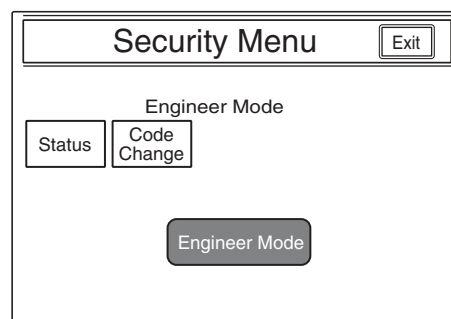 Security Menu
Exit
Engineer Mode
Status
Code
Change
Engineer Mode